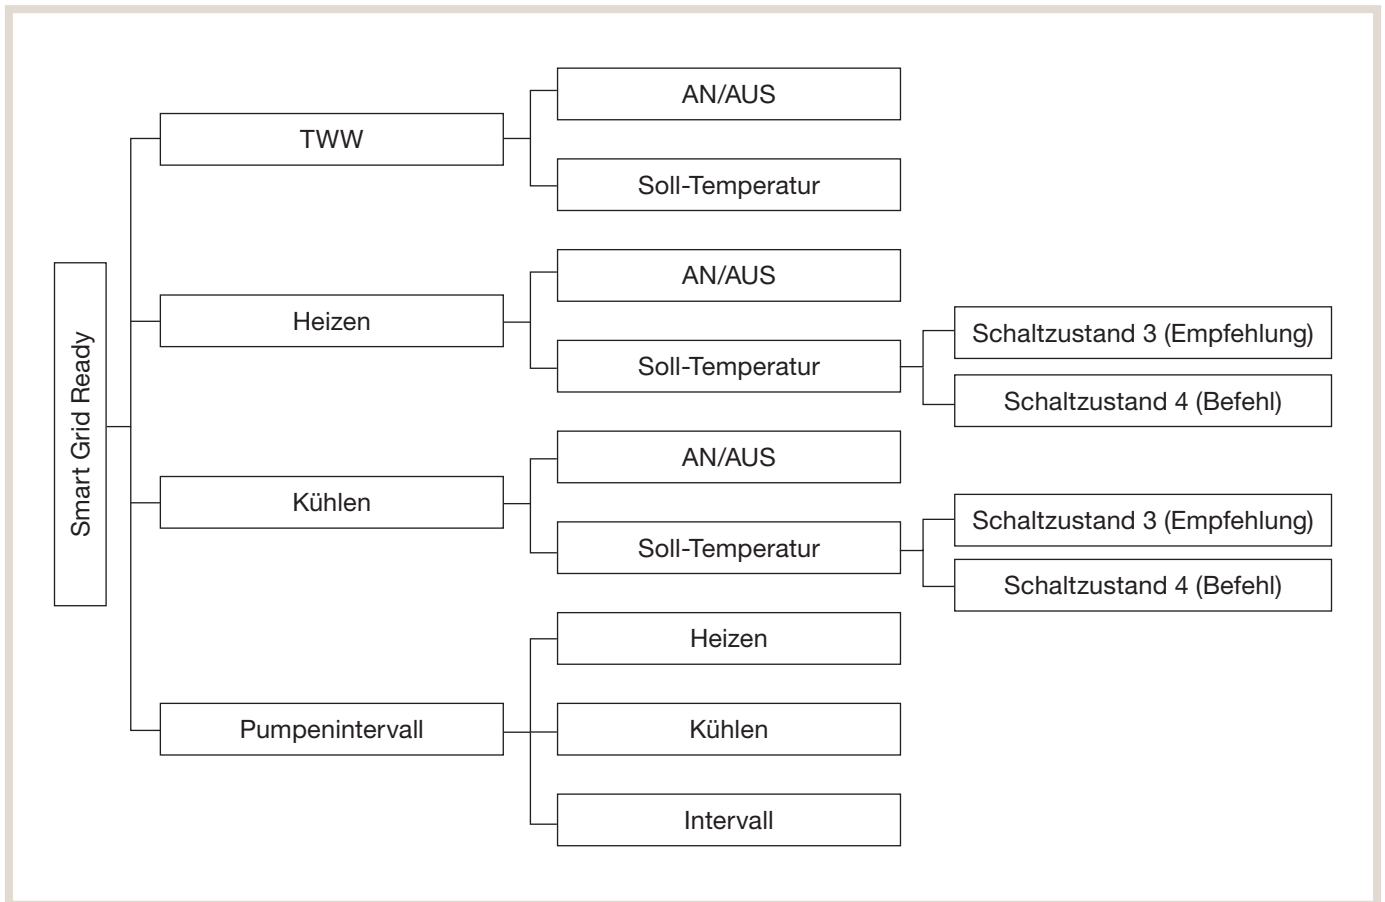 Smart Grid Ready
TWW
AN/AUS
Soll-Temperatur
Heizen
AN/AUS
Soll-Temperatur
Schaltzustand 3 (Empfehlung)
Schaltzustand 4 (Befehl)
Kühlen
AN/AUS
Soll-Temperatur
Schaltzustand 3 (Empfehlung)
Schaltzustand 4 (Befehl)
Pumpenintervall
Heizen
Kühlen
Intervall